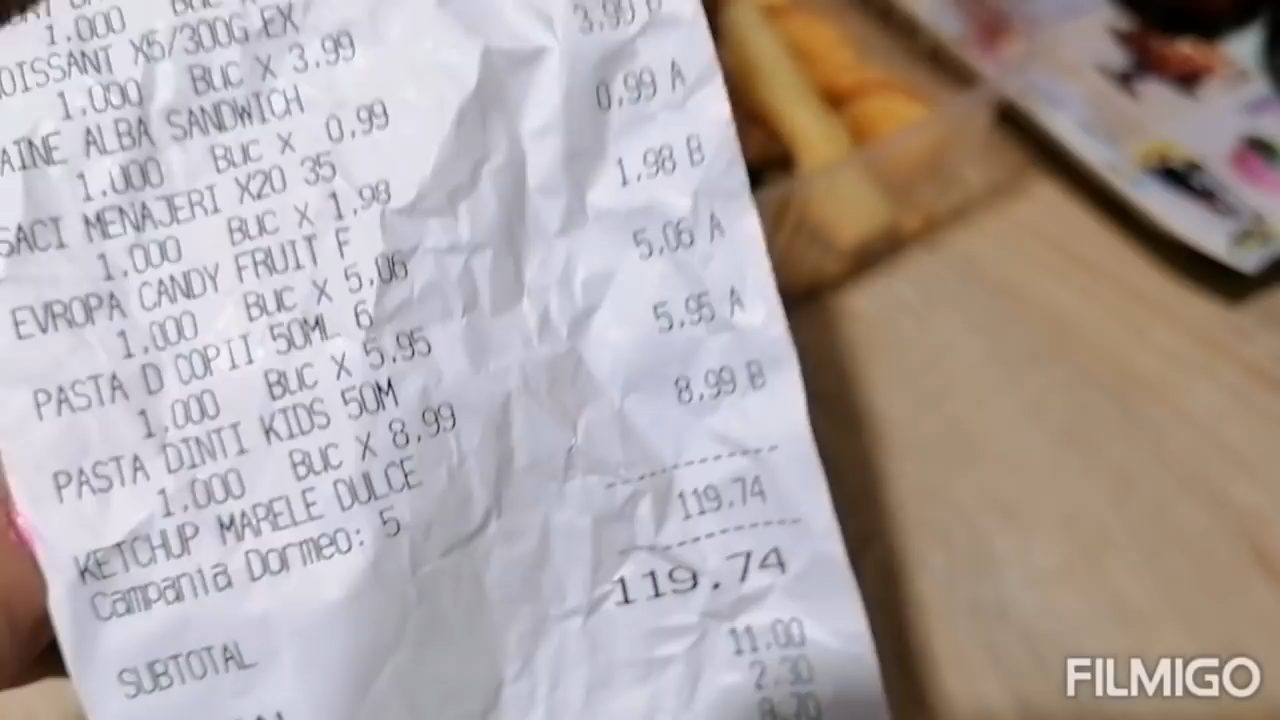 1.000 BUC
OISSANT X5/300G EX 3.99 B
1.000 BUC X 3.99
AINE ALBA SANDWICH 0.99 A
1.000 BUC X 0.99
SACI MENAJERI X20 35 1.98 B
1.000 BUC X 1.98
EVROPA CANDY FRUIT F 5.06 A
1.000 BUC X 5.06
PASTA D COPII 50ML 6 5.95 A
1.000 BUC X 5.95
PASTA DINTI KIDS 50M 8.99 B
1.000 BUC X 8.99
KETCHUP MARELE DULCE
Campania Dormeo: 5
119.74
SUBTOTAL 119.74
11.00
2.30
8.70
FILMIGO